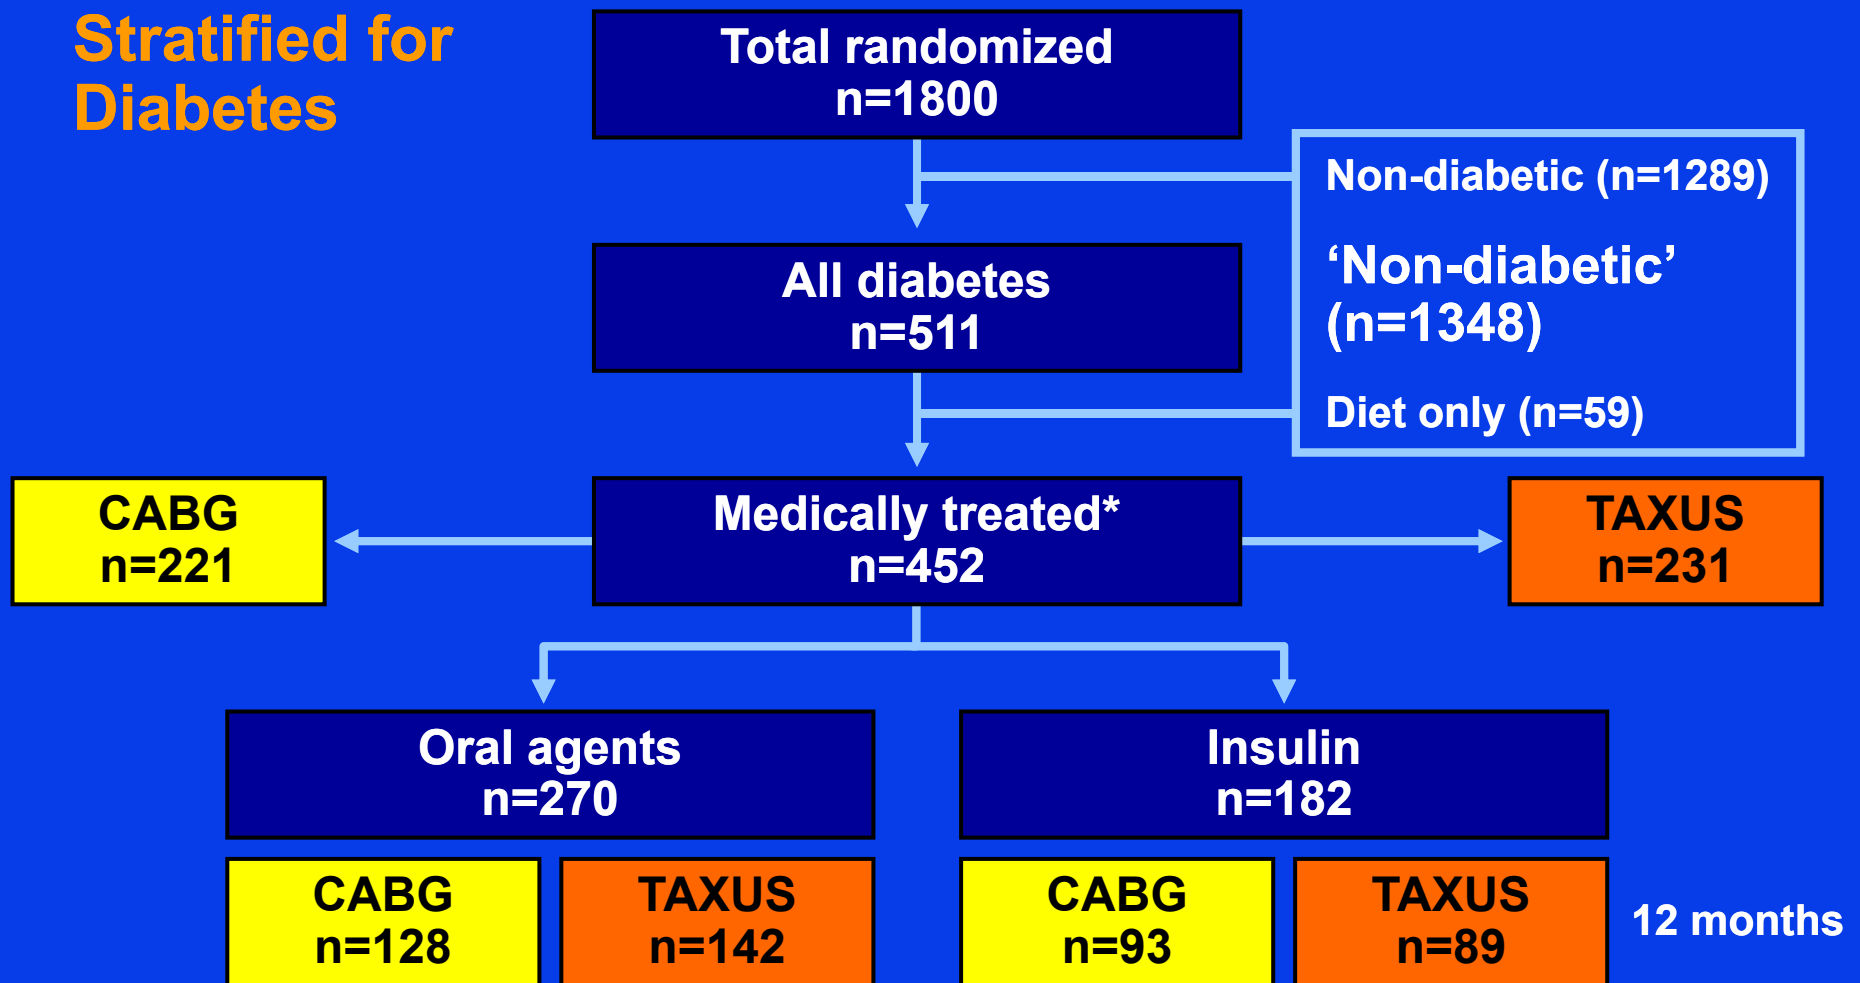 Stratified for
Diabetes
Total randomized
n=1800
Non-diabetic (n=1289)
‘Non-diabetic’
(n=1348)
Diet only (n=59)
All diabetes
n=511
CABG
n=221
Medically treated*
n=452
TAXUS
n=231
Oral agents
n=270
Insulin
n=182
CABG
n=128
TAXUS
n=142
CABG
n=93
TAXUS
n=89
12 months